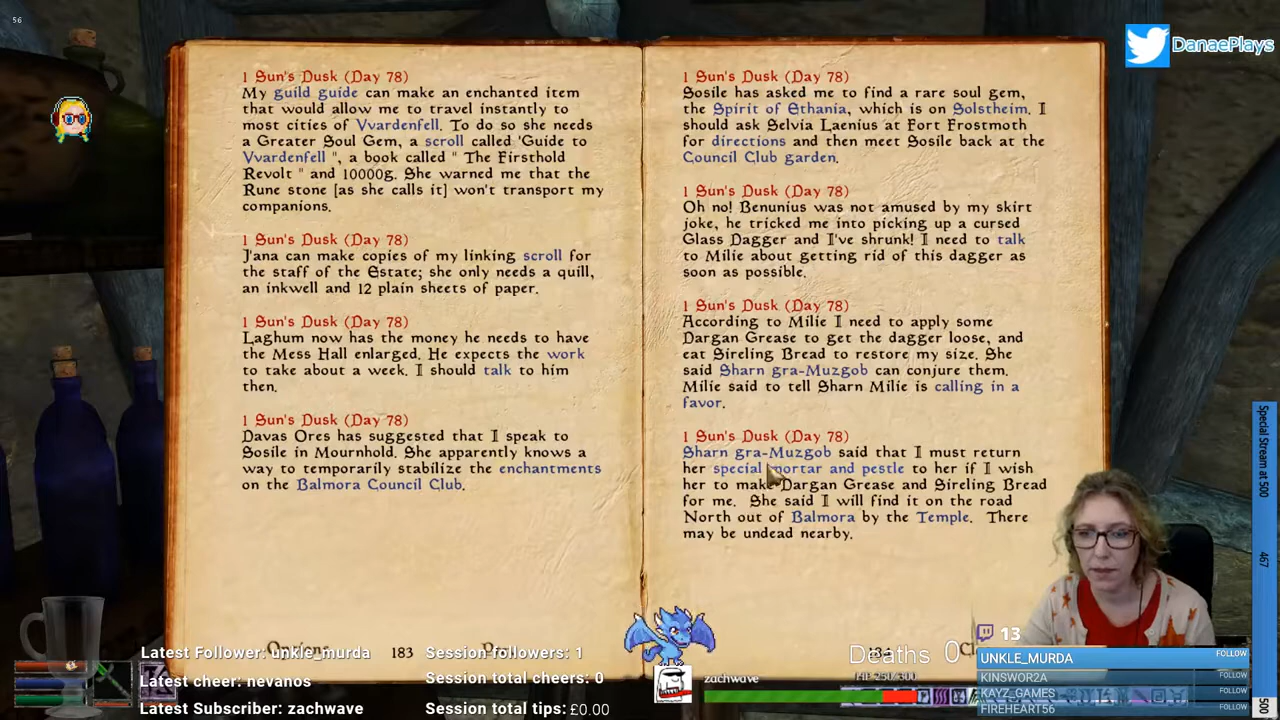 56
DanaePlays
1 Sun's Dusk (Day 78)
My guild guide can make an enchanted item
that would allow me to travel instantly to
most cities of Vvardenfell. To do so she needs
a Greater Soul Gem, a scroll called 'Guide to
Vvardenfell ", a book called " The Firsthold
Revolt " and 10000g. She warned me that the
Rune stone [as she calls it] won't transport my
companions.
1 Sun's Dusk (Day 78)
J'ana can make copies of my linking scroll for
the staff of the Estate; she only needs a quill,
an inkwell and 12 plain sheets of paper.
1 Sun's Dusk (Day 78)
Laghum now has the money he needs to have
the Mess Hall enlarged. He expects the work
to take about a week. I should talk to him
then.
1 Sun's Dusk (Day 78)
Davas Ores has suggested that I speak to
Sosile in Mournhold. She apparently knows a
way to temporarily stabilize the enchantments
on the Balmora Council Club.
1 Sun's Dusk (Day 78)
Sosile has asked me to find a rare soul gem,
the Spirit of Ethania, which is on Solstheim. I
should ask Selvia Laenius at Fort Frostmoth
for directions and then meet Sosile back at the
Council Club garden.
1 Sun's Dusk (Day 78)
Oh no! Benunius was not amused by my skirt
joke, he tricked me into picking up a cursed
Glass Dagger and I've shrunk! I need to talk
to Milie about getting rid of this dagger as
soon as possible.
1 Sun's Dusk (Day 78)
According to Milie I need to apply some
Dargan Grease to get the dagger loose, and
eat Sireling Bread to restore my size. She
said Sharn gra-Muzgob can conjure them.
Milie said to tell Sharn Milie is calling in a
favor.
1 Sun's Dusk (Day 78)
Sharn gra-Muzgob said that I must return
her special mortar and pestle to her if I wish
her to make Dargan Grease and Sireling Bread
for me. She said I will find it on the road
North out of Balmora by the Temple. There
may be undead nearby.
183
Latest Follower: unkle_murda
Latest cheer: nevanos
Latest Subscriber: zachwave
Session followers: 1
Session total cheers: 0
Session total tips: £0.00
zachwave
HP 250/300
Deaths 0
13
UNKLE_MURDA FOLLOW
KINSWOR2A FOLLOW
KAYZ_GAMES FOLLOW
FIREHEART56 FOLLOW
Special Stream at 500
467
500